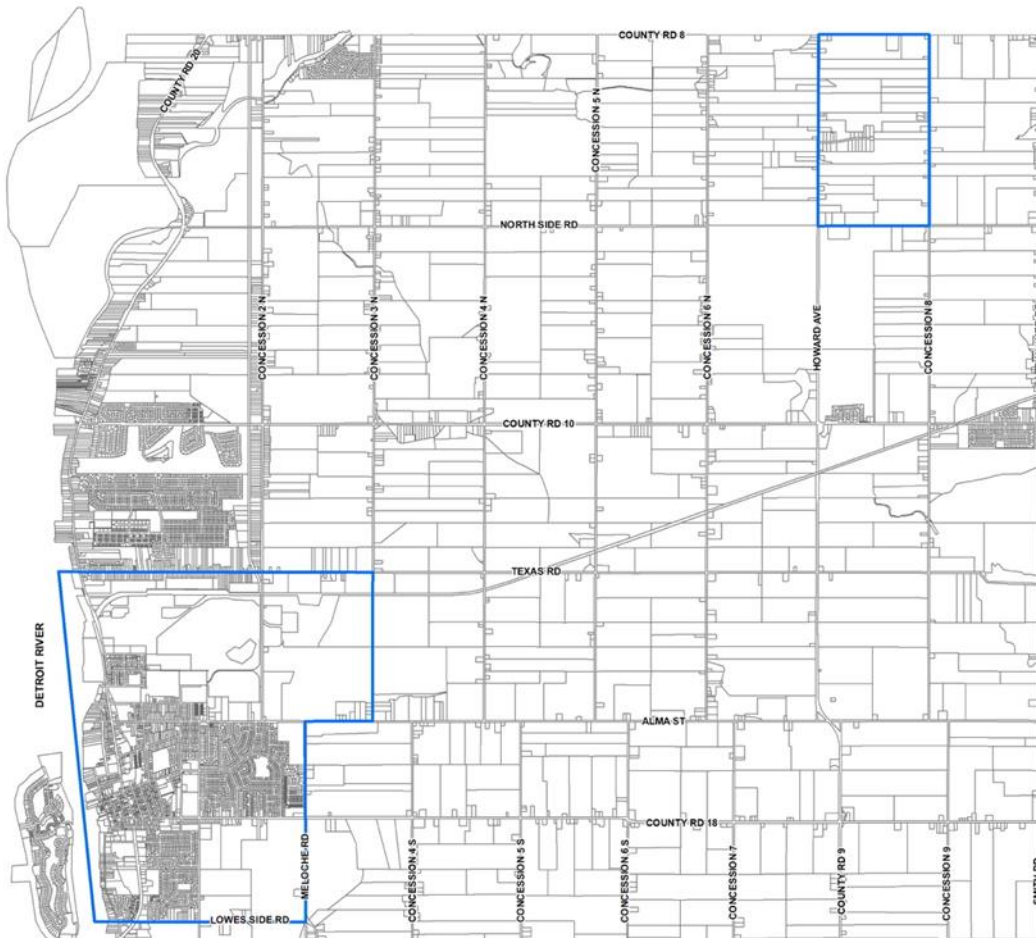 COUNTY RD 8
COUNTY RD 20
CONCESSION 5 N
NORTH SIDE RD
CONCESSION 2 N
CONCESSION 3 N
CONCESSION 4 N
CONCESSION 6 N
HOWARD AVE
CONCESSION 8
COUNTY RD 10
TEXAS RD
DETROIT RIVER
ALMA ST
COUNTY RD 18
MELOCHE RD
CONCESSION 4 S
CONCESSION 5 S
CONCESSION 6 S
CONCESSION 7
COUNTY RD 9
CONCESSION 9
LOWES SIDE RD